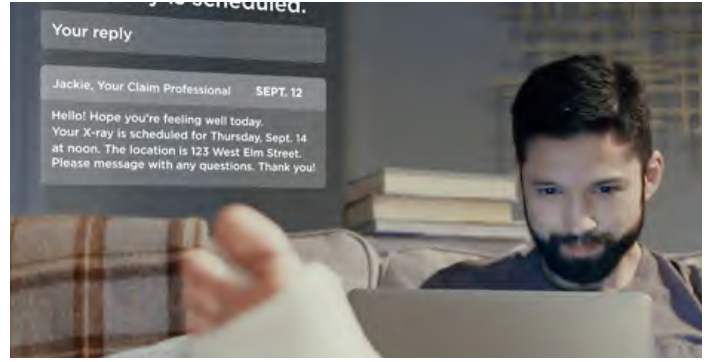 is scheduled.
Your reply
Jackie, Your Claim Professional SEPT. 12
Hello! Hope you're feeling well today.
Your X-ray is scheduled for Thursday, Sept. 14
at noon. The location is 123 West Elm Street.
Please message with any questions. Thank you!